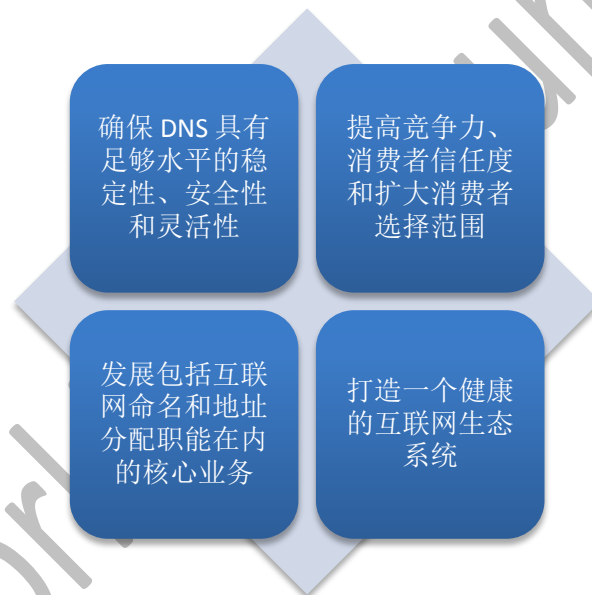 确保 DNS 具有
足够水平的稳
定性、安全性
和灵活性
提高竞争力、
消费者信任度
和扩大消费者
选择范围
发展包括互联
网命名和地址
分配职能在内
的核心业务
打造一个健康
的互联网生态
系统